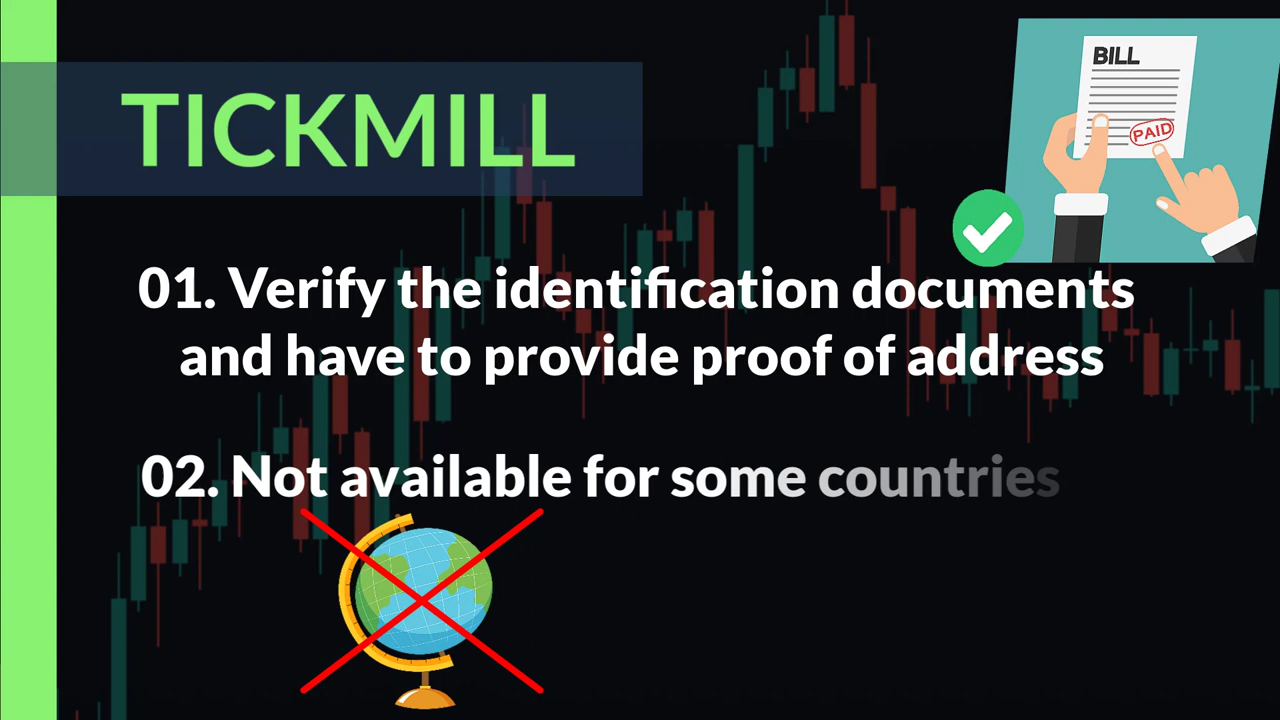 TICKMILL
BILL
PAID
01. Verify the identification documents
and have to provide proof of address
02. Not available for some countries